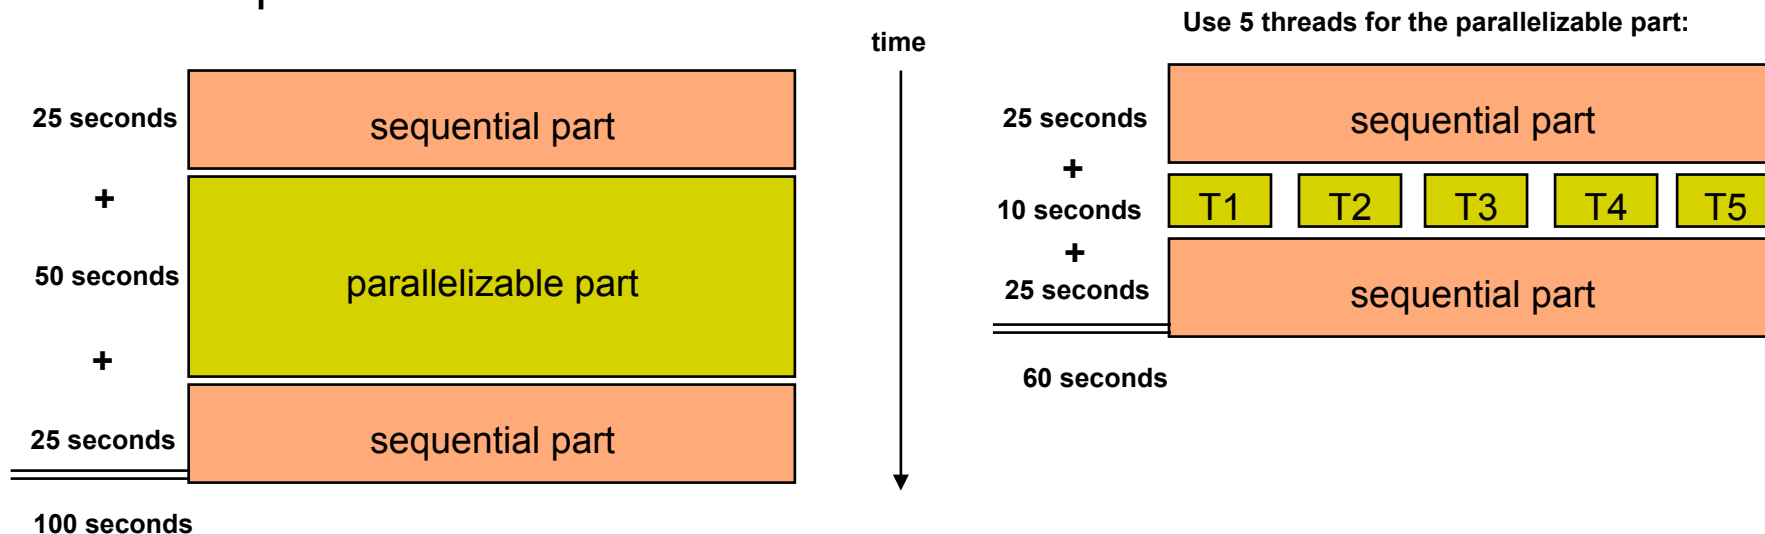 25 seconds
sequential part
+
50 seconds
parallelizable part
+
25 seconds
sequential part
100 seconds
time
Use 5 threads for the parallelizable part:
25 seconds
sequential part
+
10 seconds
T1 T2 T3 T4 T5
+
25 seconds
sequential part
60 seconds